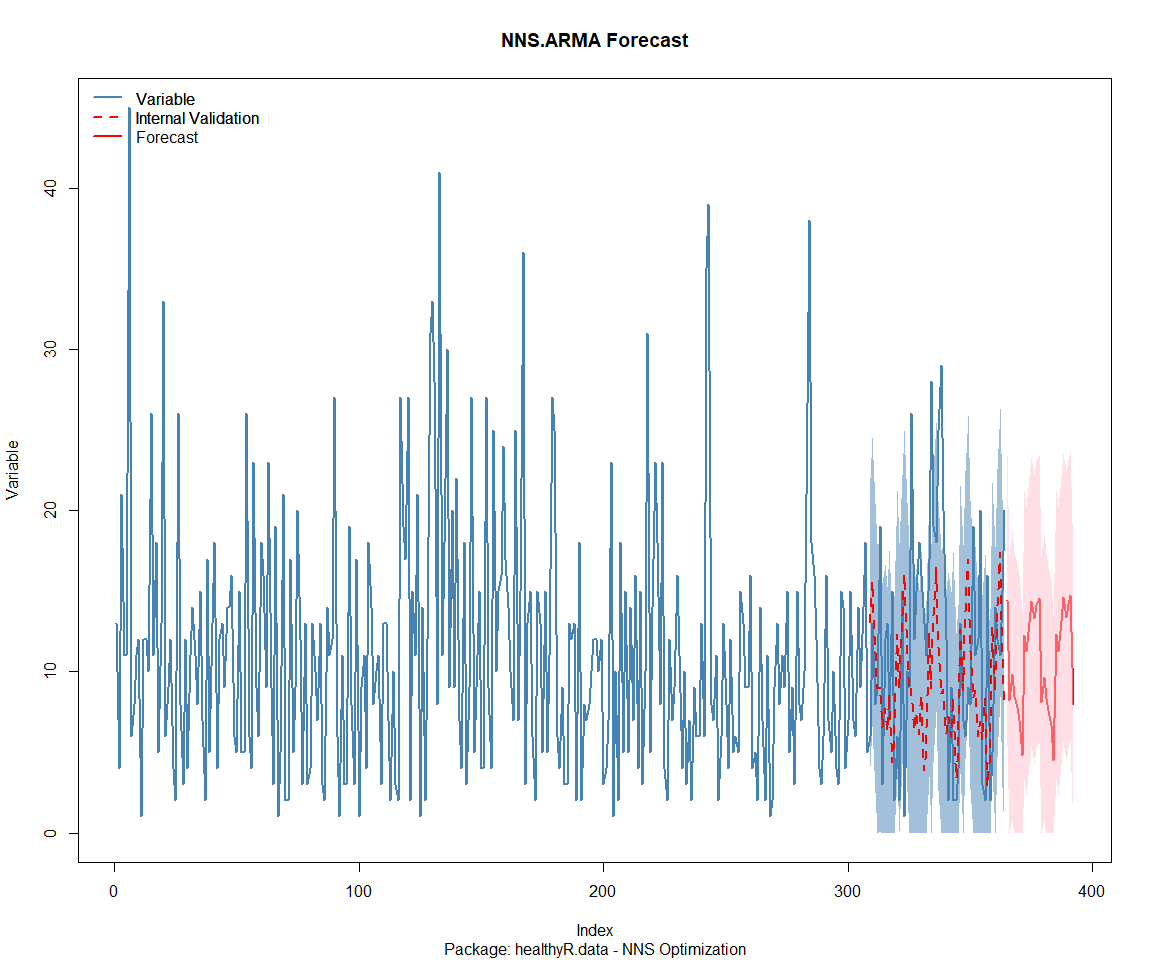 NNS.ARMA Forecast
Variable
Internal Validation
Forecast
Variable
40
30
20
10
0
0
100
200
300
400
Index
Package: healthyR.data - NNS Optimization